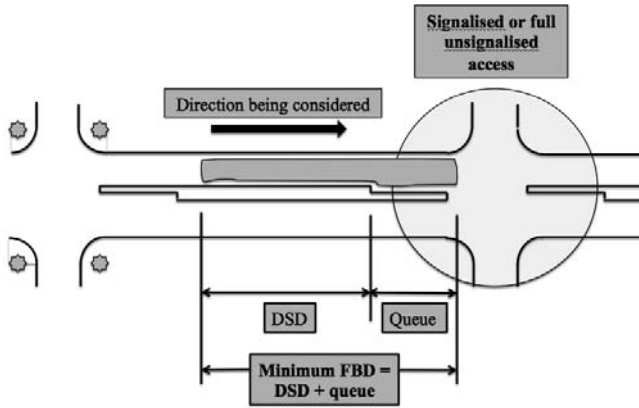 Signalised or full
unsignalised
access
Direction being considered
DSD
Queue
Minimum FBD =
DSD + queue